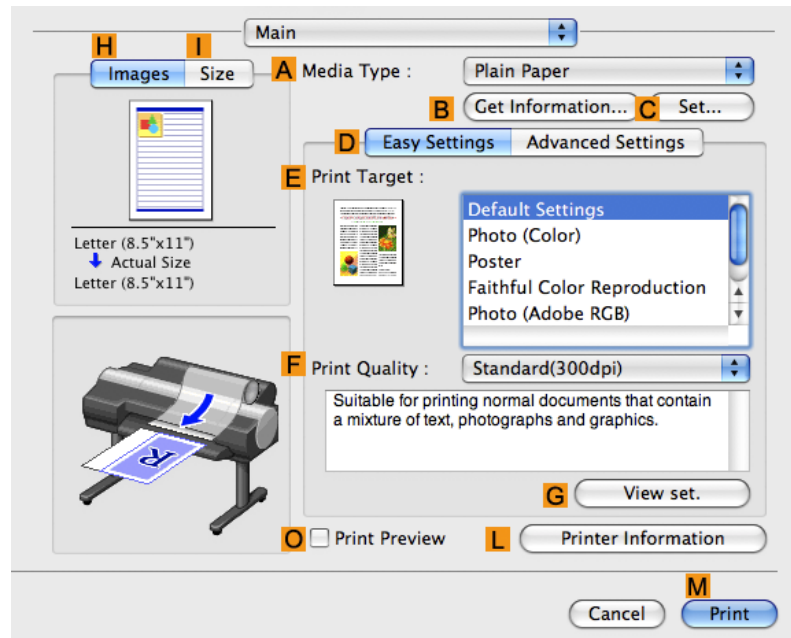 Main
H
I
Images
Size
A
Media Type :
Plain Paper
B
Get Information...
C
Set...
D
Easy Settings
Advanced Settings
E
Print Target :
Default Settings
Photo (Color)
Poster
Faithful Color Reproduction
Photo (Adobe RGB)
Letter (8.5"x11")
Actual Size
Letter (8.5"x11")
F
Print Quality :
Standard(300dpi)
Suitable for printing normal documents that contain
a mixture of text, photographs and graphics.
R
G
View set.
O
Print Preview
L
Printer Information
M
Cancel
Print